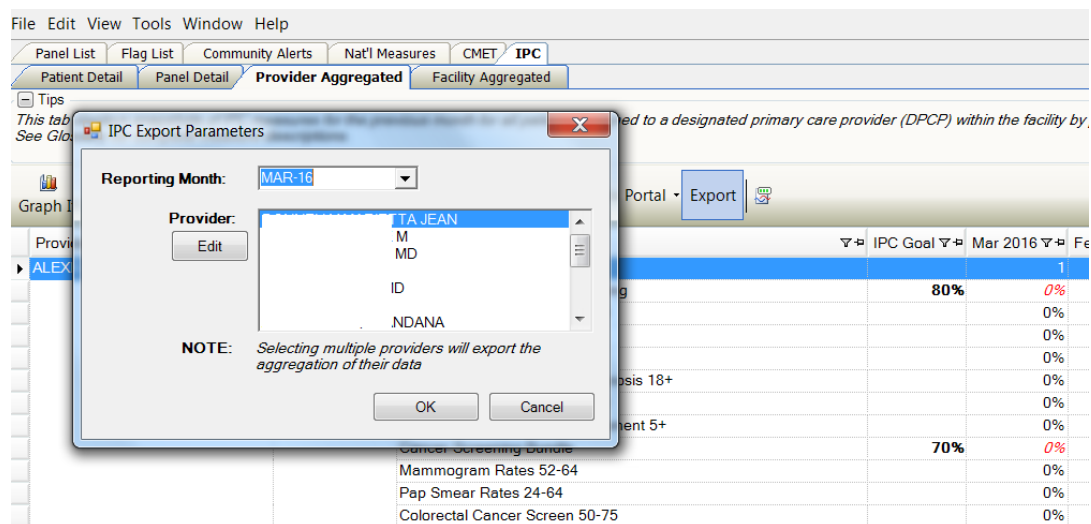 File Edit View Tools Window Help
Panel List Flag List Community Alerts Nat'l Measures CMET IPC
Patient Detail Panel Detail Provider Aggregated Facility Aggregated
Tips
This tab ed to a designated primary care provider (DPCP) within the facility by
See Glo
IPC Export Parameters
Reporting Month: MAR-16
Provider: TA JEAN
M
Edit MD
ID
NDANA
NOTE: Selecting multiple providers will export the
aggregation of their data
OK Cancel
Graph I Portal Export
Provi IPC Goal Mar 2016 Fe
ALEX 1
g 80% 0%
0%
0%
0%
osis 18+ 0%
0%
ment 5+ 0%
Cancer Screening Bundle 70% 0%
Mammogram Rates 52-64 0%
Pap Smear Rates 24-64 0%
Colorectal Cancer Screen 50-75 0%